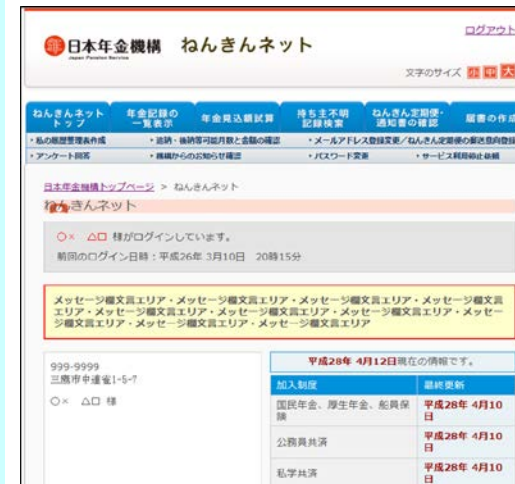 ログアウト
日本年金機構 ねんきんネット
Japan Pension Service
文字のサイズ 小 中 大
ねんきんネットトップ 年金記録の一覧表示 年金見込額試算 持ち主不明記録検索 ねんきん定期便・通知書の確認 届書の作成
・私の履歴整理表作成 ・追納・後納等可能月数と金額の確認 ・メールアドレス登録変更/ねんきん定期便の郵送意向登録
・アンケート回答 ・機構からのお知らせ確認 ・パスワード変更 ・サービス利用停止依頼
日本年金機構トップページ > ねんきんネット
ねんきんネット
○× △□ 様がログインしています。
前回のログイン日時：平成26年 3月10日 20時15分
メッセージ欄文言エリア・メッセージ欄文言エリア・メッセージ欄文言エリア・メッセージ欄文言
エリア・メッセージ欄文言エリア・メッセージ欄文言エリア・メッセージ欄文言エリア・メッセー
ジ欄文言エリア・メッセージ欄文言エリア・メッセージ欄文言エリア
999-9999
三鷹市中連雀1-5-7
○× △□ 様
平成28年 4月12日現在の情報です。
加入制度 最終更新
国民年金、厚生年金、船員保険 平成28年 4月10日
公務員共済 平成28年 4月10日
私学共済 平成28年 4月10日